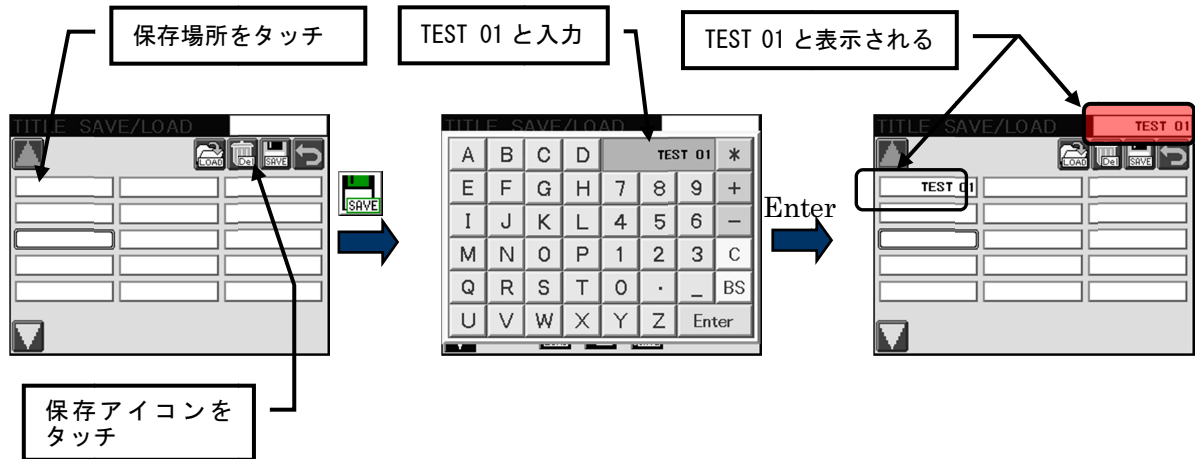 保存場所をタッチ
TEST 01 と入力
TEST 01 と表示される
TITLE SAVE/LOAD
LOAD Del SAVE
保存アイコンを
タッチ
SAVE
TITLE SAVE/LOAD
A B C D TEST 01 *
E F G H 7 8 9 +
I J K L 4 5 6 -
M N O P 1 2 3 C
Q R S T 0 . _ BS
U V W X Y Z Enter
Enter
TITLE SAVE/LOAD TEST 01
LOAD Del SAVE
TEST 01